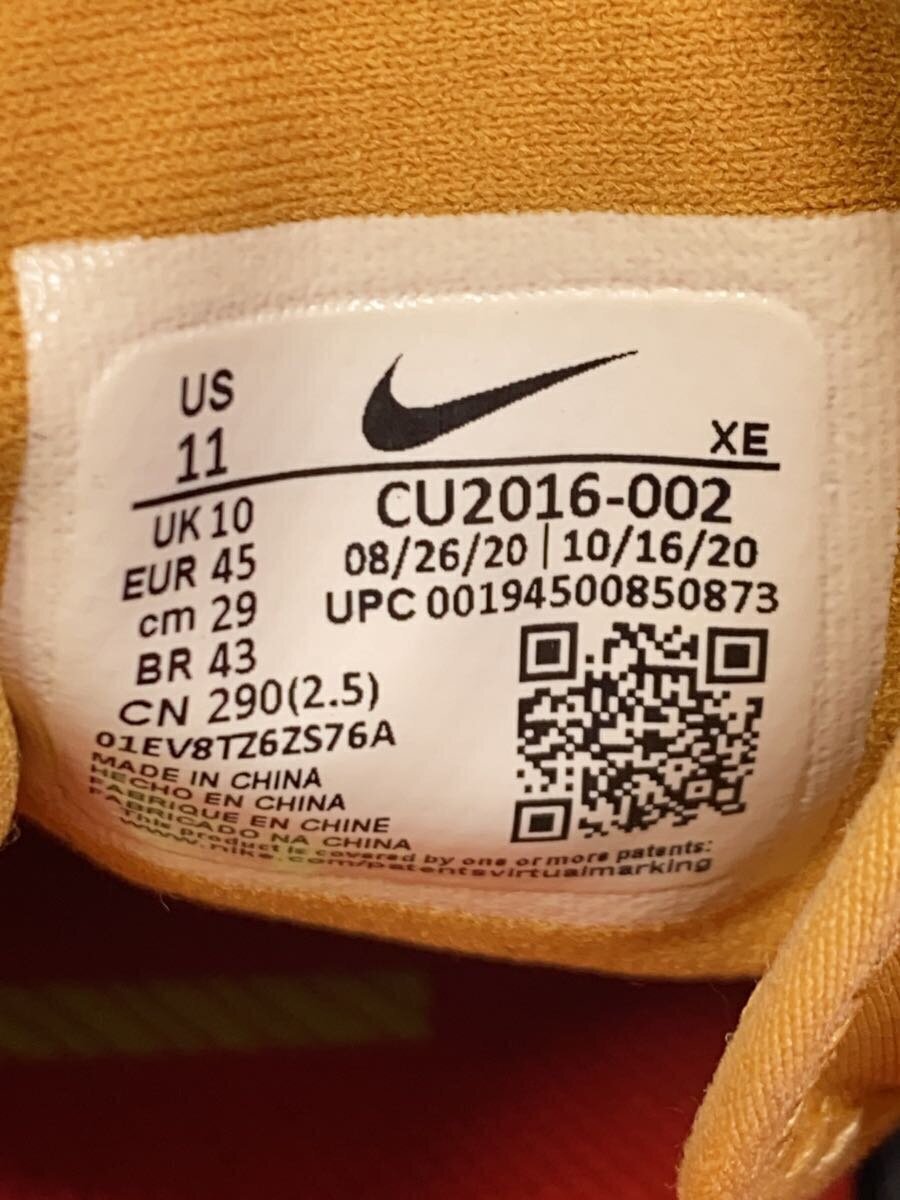 US
11
XE
UK 10
EUR 45
cm 29
BR 43
CN 290(2.5)
CU2016-002
08/26/20 | 10/16/20
UPC 00194500850873
01EV8TZ6ZS76A
MADE IN CHINA
HECHO EN CHINA
FABRIQUE EN CHINE
FABRICADO NA CHINA
This product is covered by one or more patents:
www.nike.com/patentsvirtualmarking